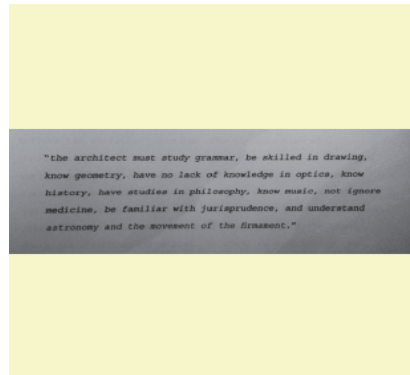 "the architect must study grammar, be skilled in drawing,
know geometry, have no lack of knowledge in optics, know
history, have studies in philosophy, know music, not ignore
medicine, be familiar with jurisprudence, and understand
astronomy and the movement of the firmament."